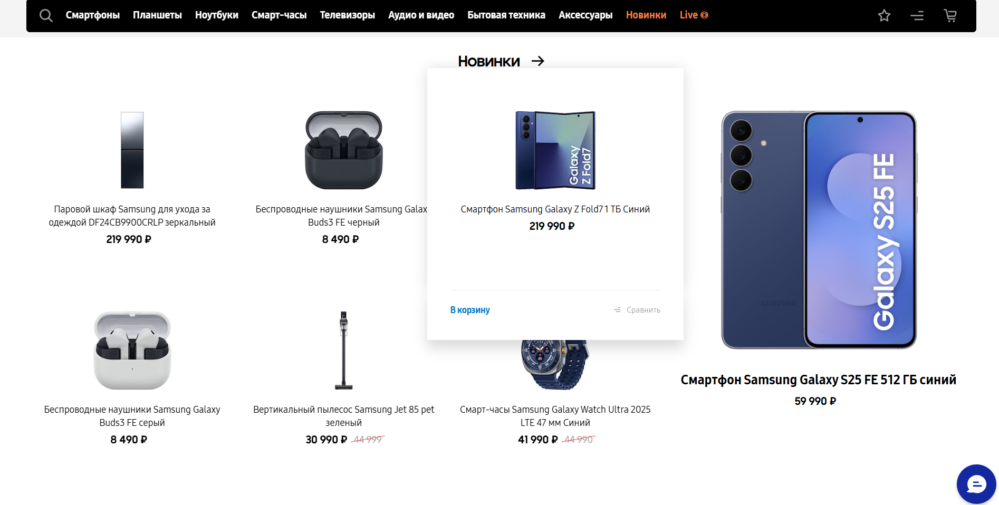 Смартфоны Планшеты Ноутбуки Смарт-часы Телевизоры Аудио и видео Бытовая техника Аксессуары Новинки Live
Новинки
Паровой шкаф Samsung для ухода за
одеждой DF24CB9900CRLP зеркальный
219 990 ₽
Беспроводные наушники Samsung Galax
Buds3 FE черный
8 490 ₽
Galaxy
Z Fold7
Смартфон Samsung Galaxy Z Fold7 1 ТБ Синий
219 990 ₽
В корзину
Сравнить
SAMSUNG
Galaxy S25 FE
Смартфон Samsung Galaxy S25 FE 512 ГБ синий
59 990 ₽
Беспроводные наушники Samsung Galaxy
Buds3 FE серый
8 490 ₽
Вертикальный пылесос Samsung Jet 85 pet
зеленый
30 990 ₽ 44 999
Смарт-часы Samsung Galaxy Watch Ultra 2025
LTE 47 мм Синий
41 990 ₽ 44 990